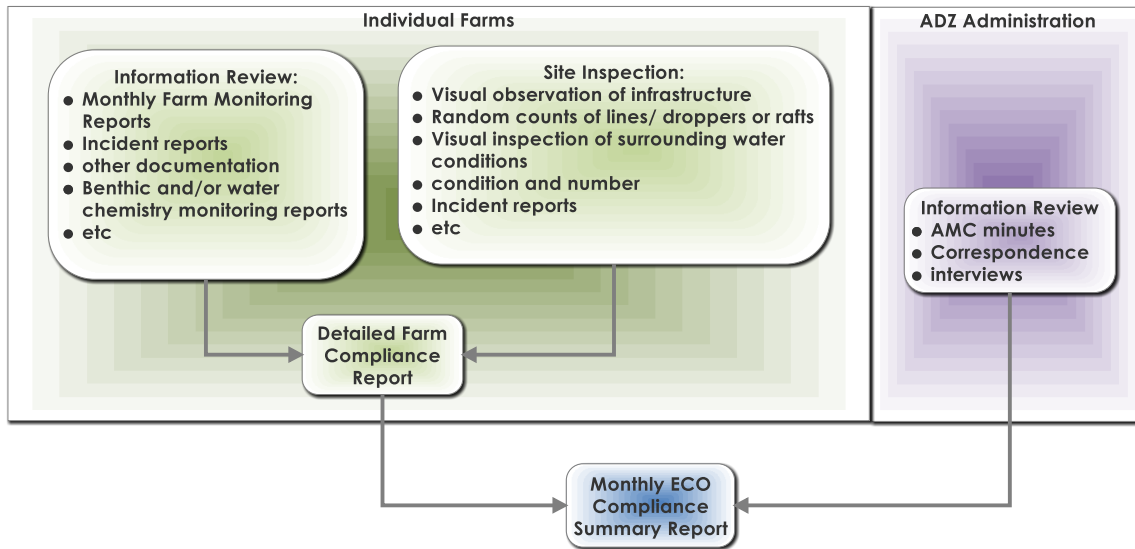 Individual Farms
Information Review:
● Monthly Farm Monitoring
Reports
● Incident reports
● other documentation
● Benthic and/or water
chemistry monitoring reports
● etc
Site Inspection:
● Visual observation of infrastructure
● Random counts of lines/ droppers or rafts
● Visual inspection of surrounding water
conditions
● condition and number
● Incident reports
● etc
Detailed Farm
Compliance
Report
ADZ Administration
Information Review
● AMC minutes
● Correspondence
● interviews
Monthly ECO
Compliance
Summary Report